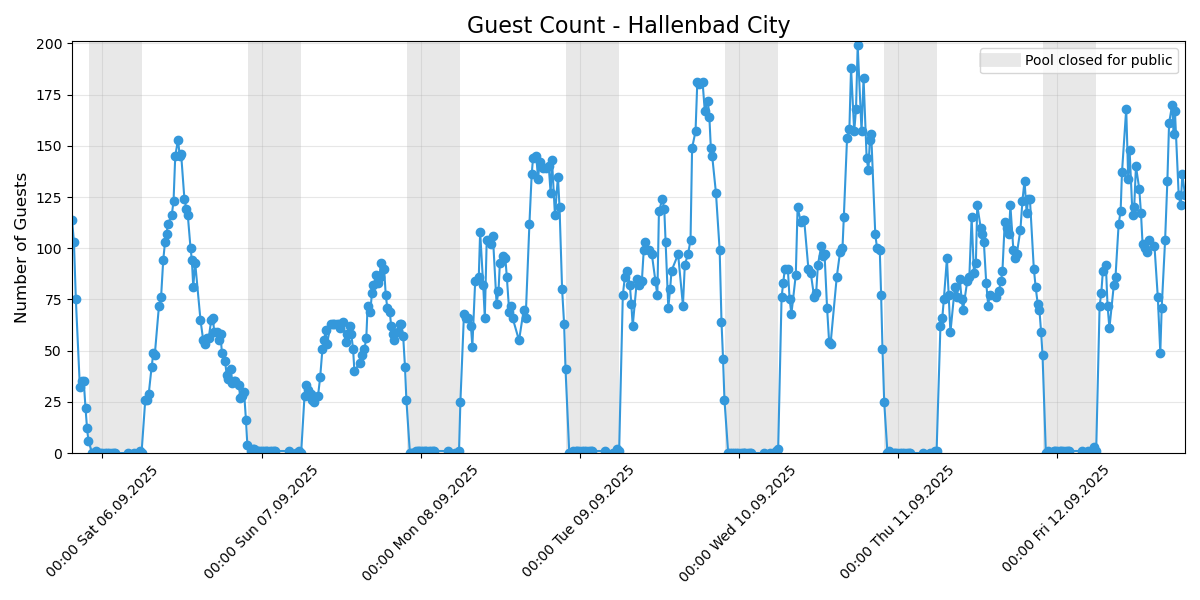 Guest Count - Hallenbad City
Pool closed for public
Number of Guests
200
175
150
125
100
75
50
25
0
00:00 Sat 06.09.2025
00:00 Sun 07.09.2025
00:00 Mon 08.09.2025
00:00 Tue 09.09.2025
00:00 Wed 10.09.2025
00:00 Thu 11.09.2025
00:00 Fri 12.09.2025